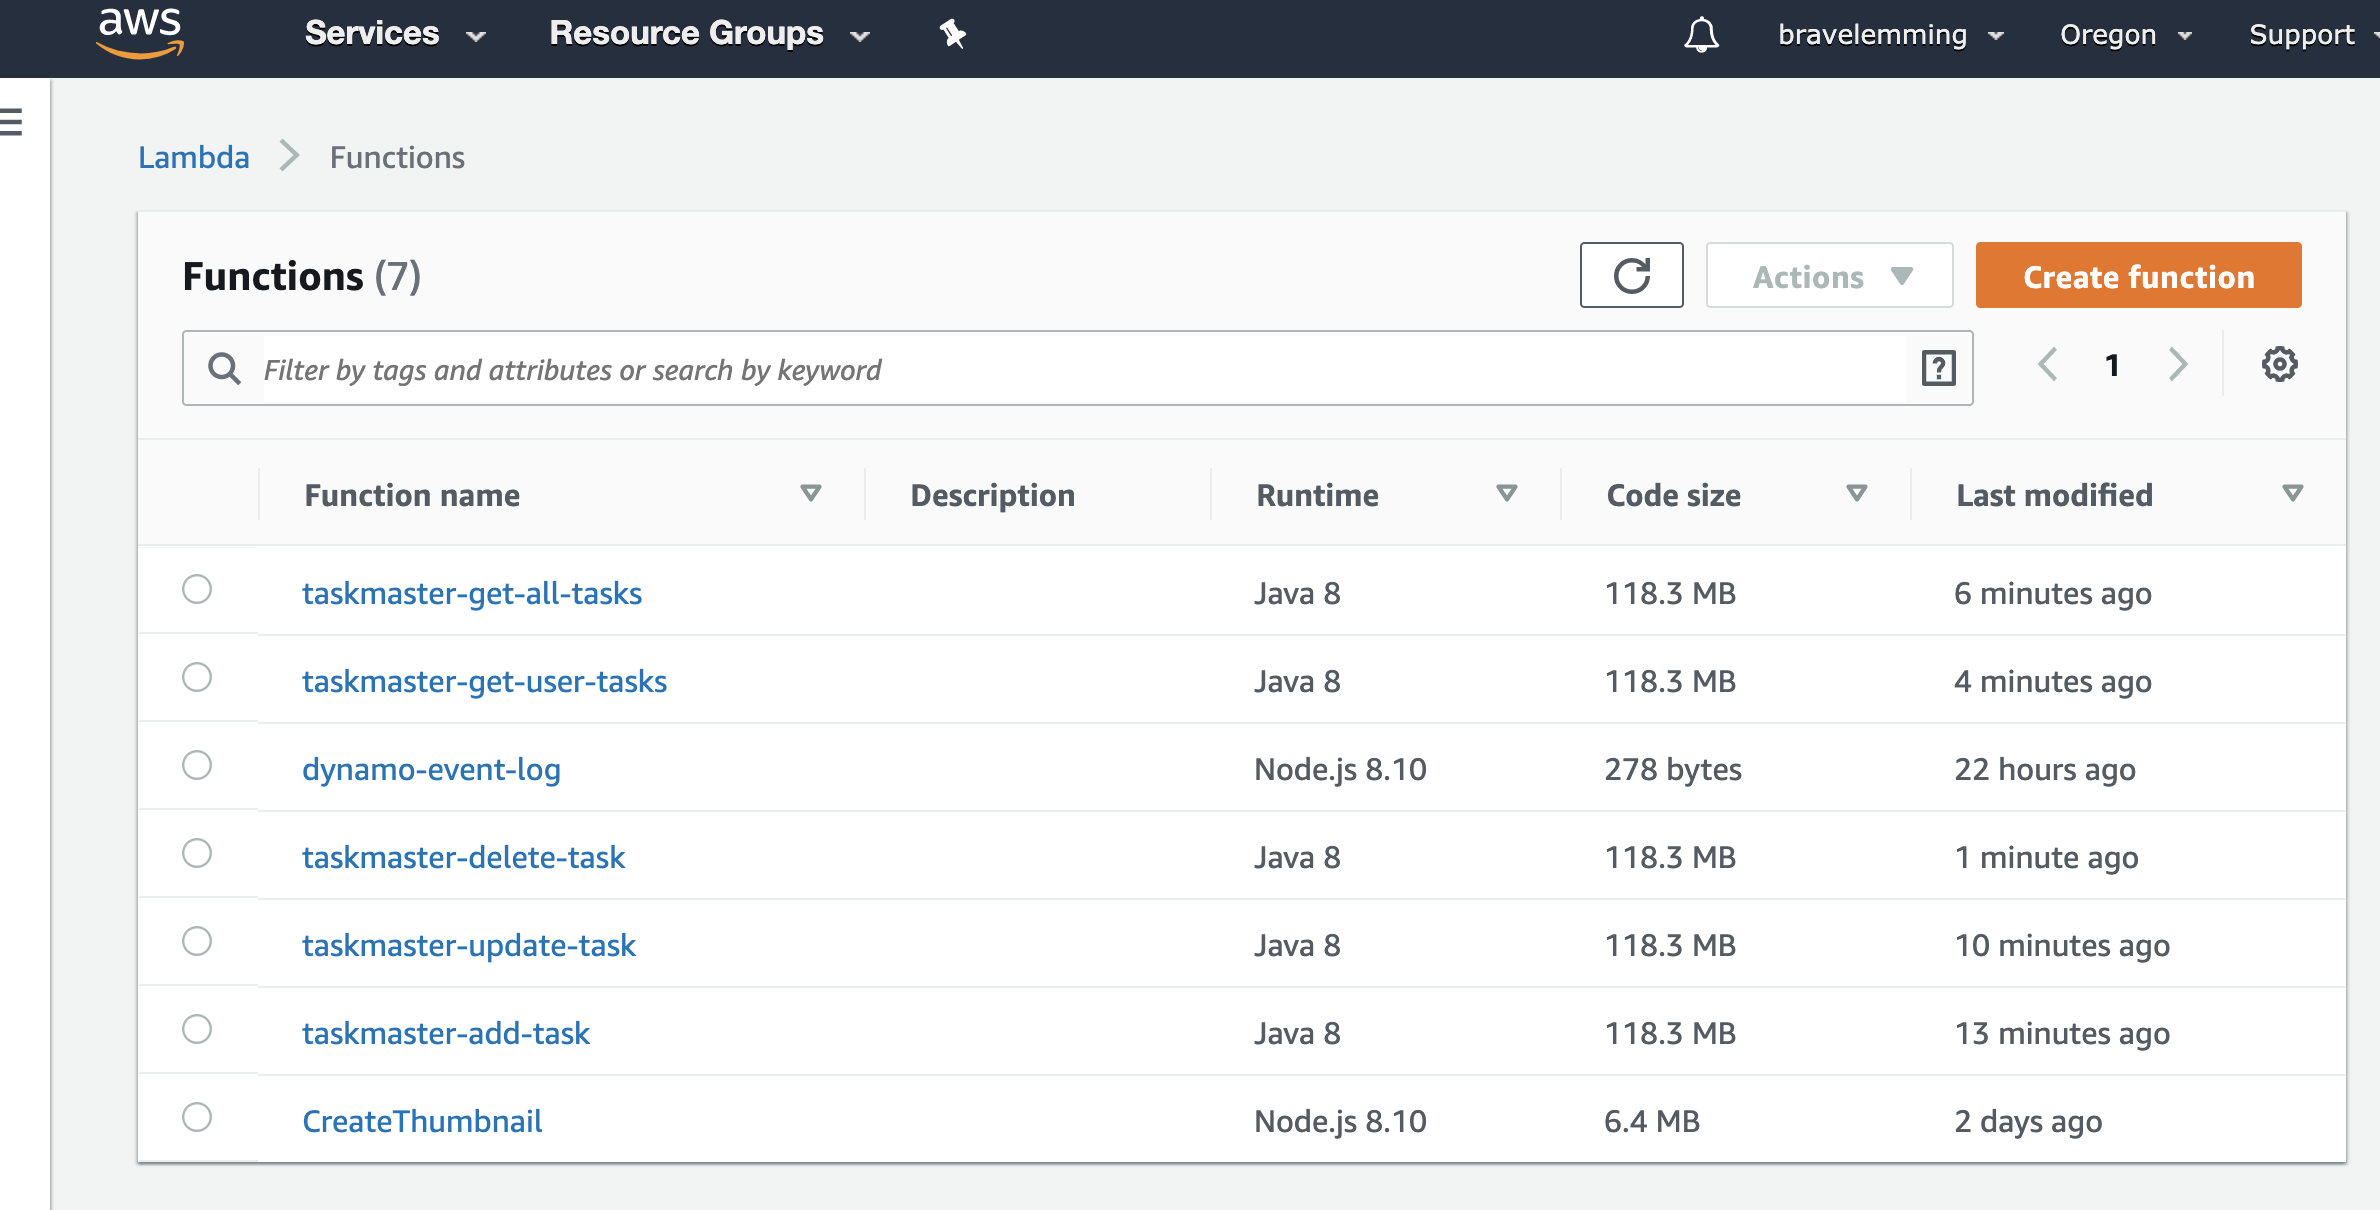 aws Services Resource Groups bravelemming Oregon Support
Lambda Functions
Functions (7) Actions Create function
Filter by tags and attributes or search by keyword ? 1
Function name Description Runtime Code size Last modified
taskmaster-get-all-tasks Java 8 118.3 MB 6 minutes ago
taskmaster-get-user-tasks Java 8 118.3 MB 4 minutes ago
dynamo-event-log Node.js 8.10 278 bytes 22 hours ago
taskmaster-delete-task Java 8 118.3 MB 1 minute ago
taskmaster-update-task Java 8 118.3 MB 10 minutes ago
taskmaster-add-task Java 8 118.3 MB 13 minutes ago
CreateThumbnail Node.js 8.10 6.4 MB 2 days ago